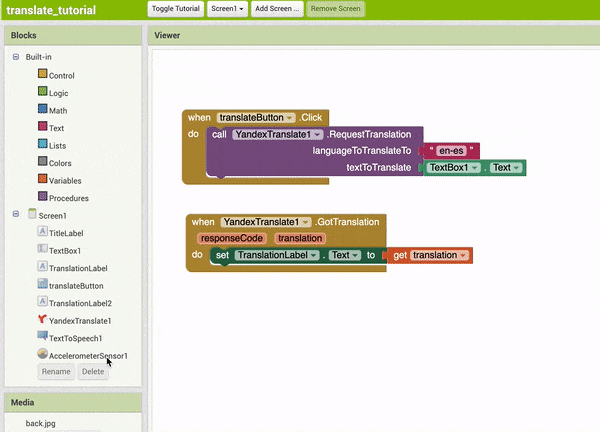 translate_tutorial
Toggle Tutorial
Screen1
Add Screen ...
Remove Screen
Blocks
Viewer
Built-in
Control
Logic
Math
Text
Lists
Colors
Variables
Procedures
Screen1
TitleLabel
TextBox1
TranslationLabel
translateButton
TranslationLabel2
YandexTranslate1
TextToSpeech1
AccelerometerSensor1
Rename
Delete
Media
back.jpg
when translateButton .Click
do call YandexTranslate1 .RequestTranslation
languageToTranslateTo " en-es "
textToTranslate TextBox1 . Text
when YandexTranslate1 .GotTranslation
responseCode translation
do set TranslationLabel . Text to get translation